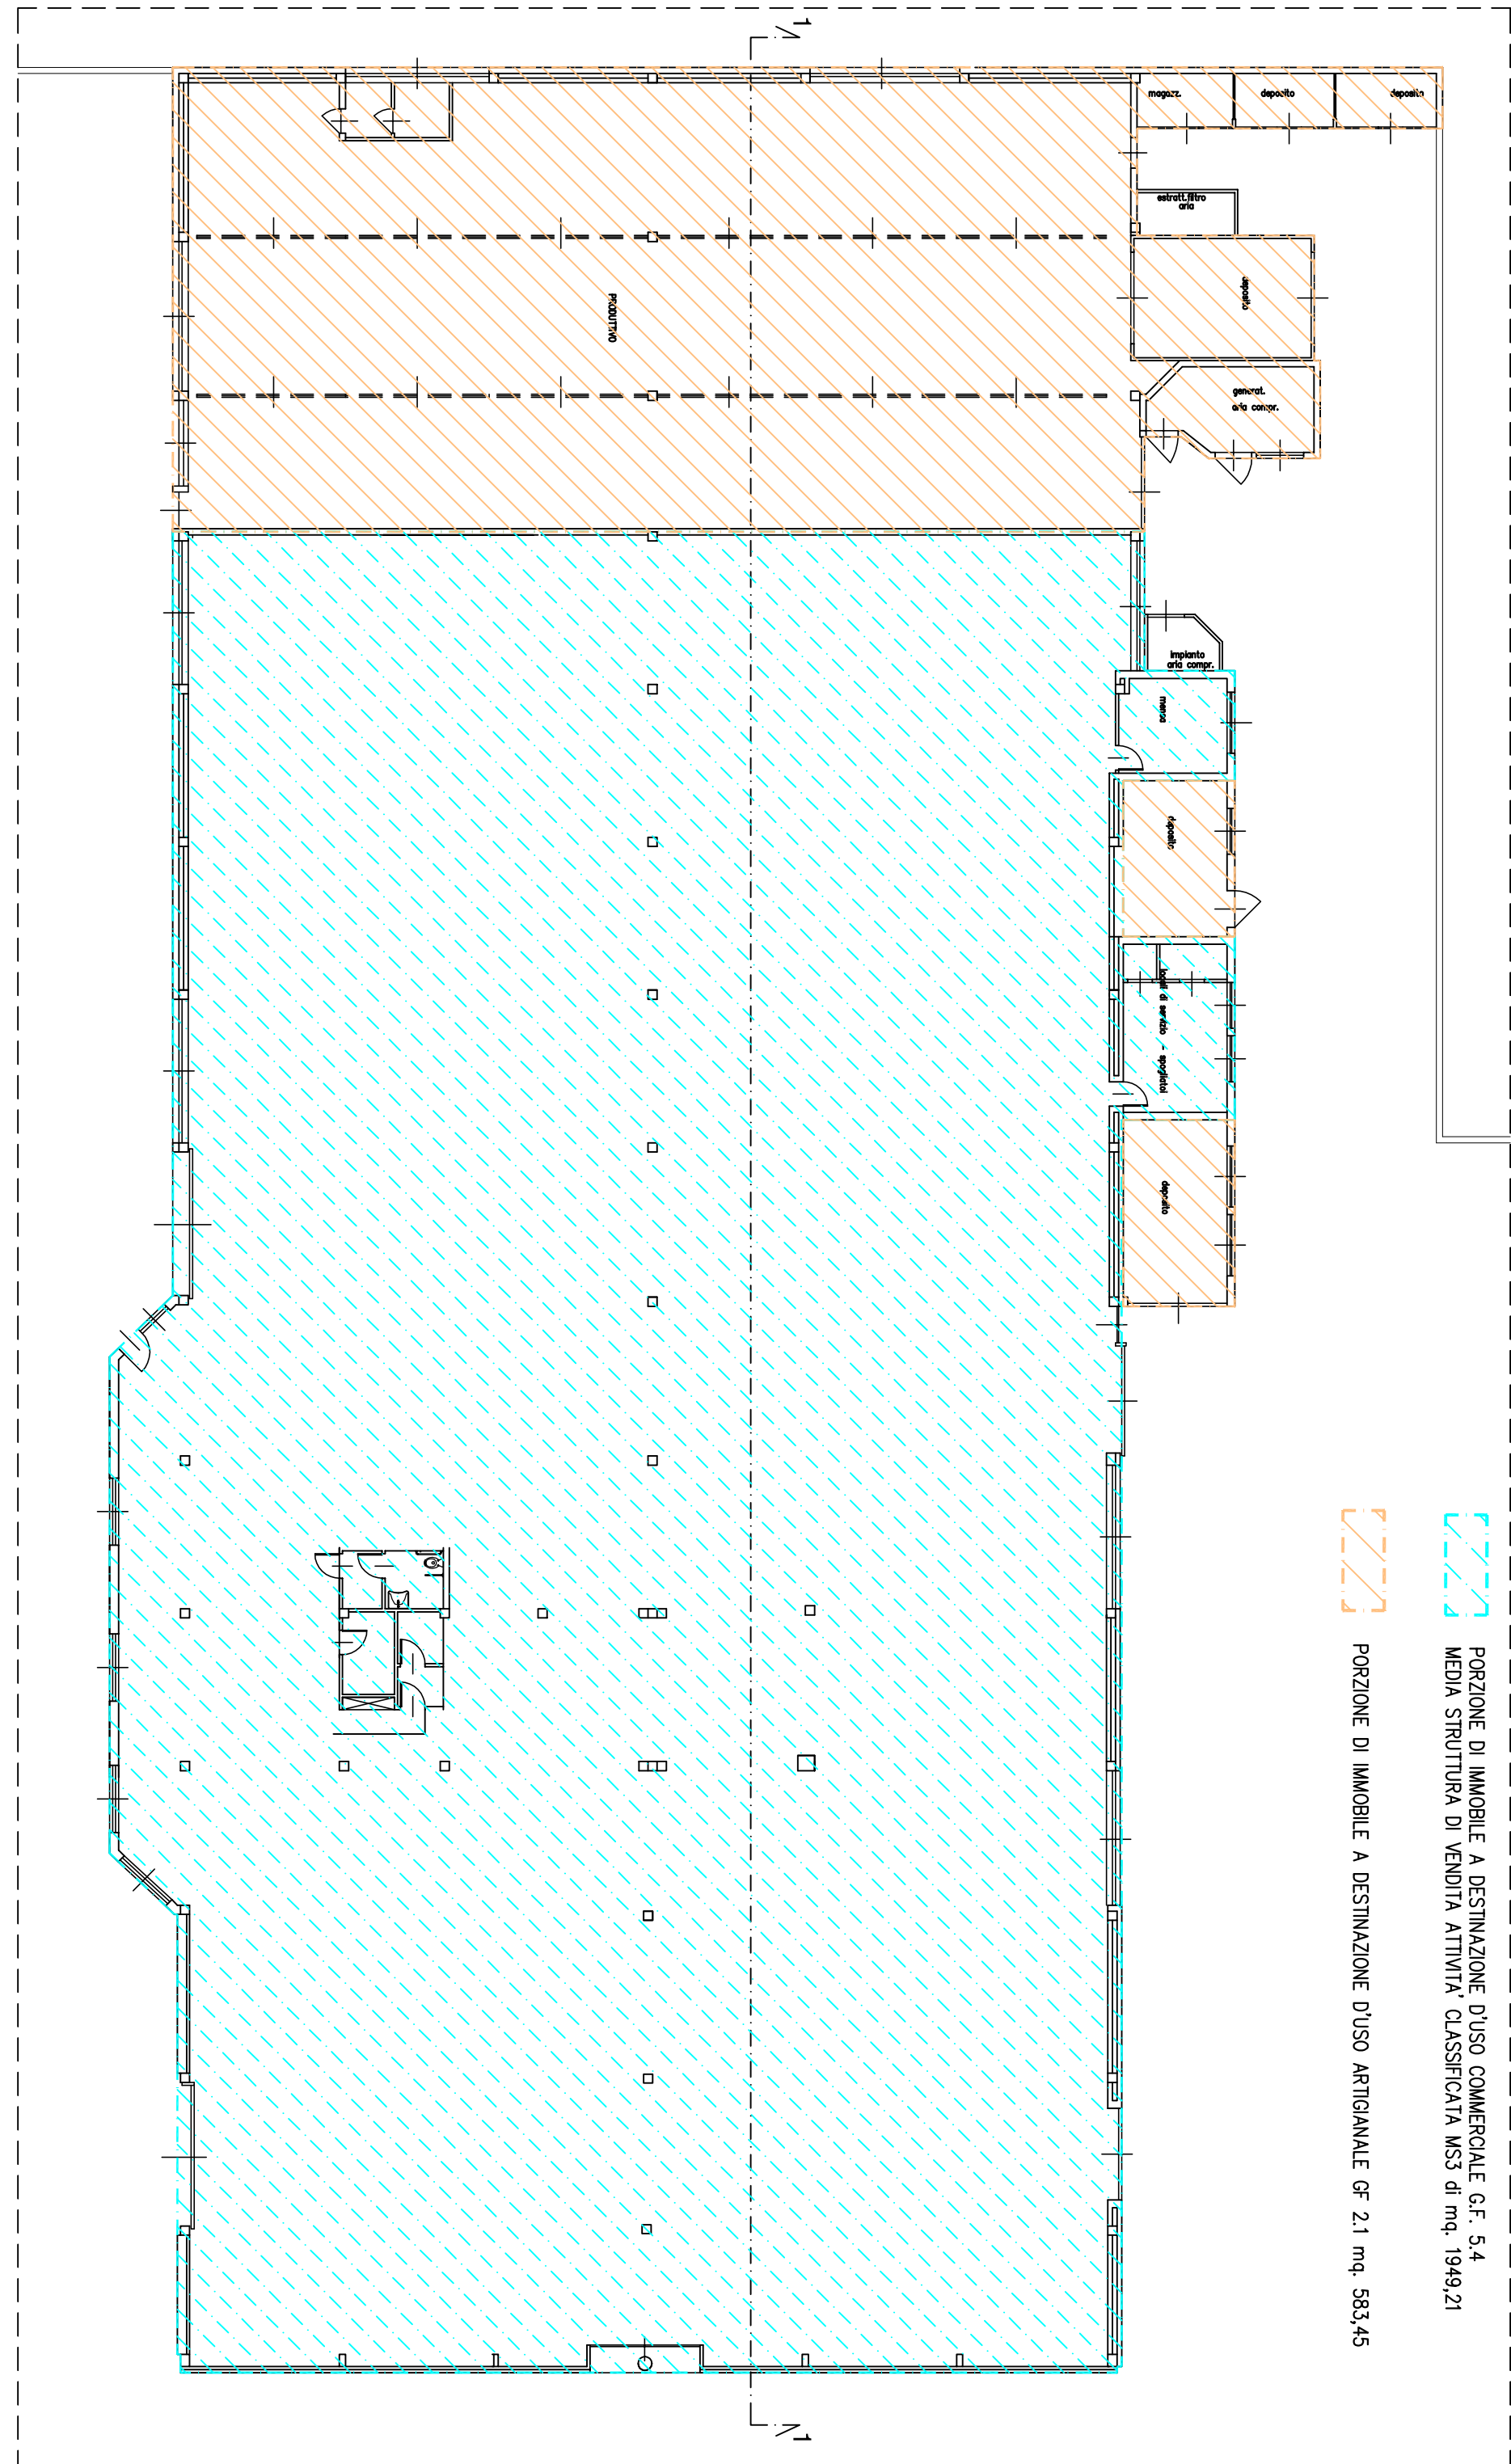 1
magazz.
deposito
deposito
estratt.filtro
aria
deposito
PRODUTTIVO
generat.
aria compr.
impianto
aria compr.
mensa
deposito
locali di servizio - spogliatoi
deposito
PORZIONE DI IMMOBILE A DESTINAZIONE D'USO COMMERCIALE G.F. 5.4
MEDIA STRUTTURA DI VENDITA ATTIVITA' CLASSIFICATA MS3 di mq. 1949,21
PORZIONE DI IMMOBILE A DESTINAZIONE D'USO ARTIGIANALE GF 2.1 mq. 583,45
1